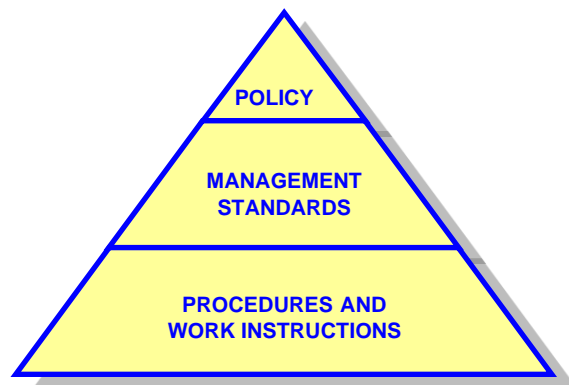 POLICY
MANAGEMENT
STANDARDS
PROCEDURES AND
WORK INSTRUCTIONS